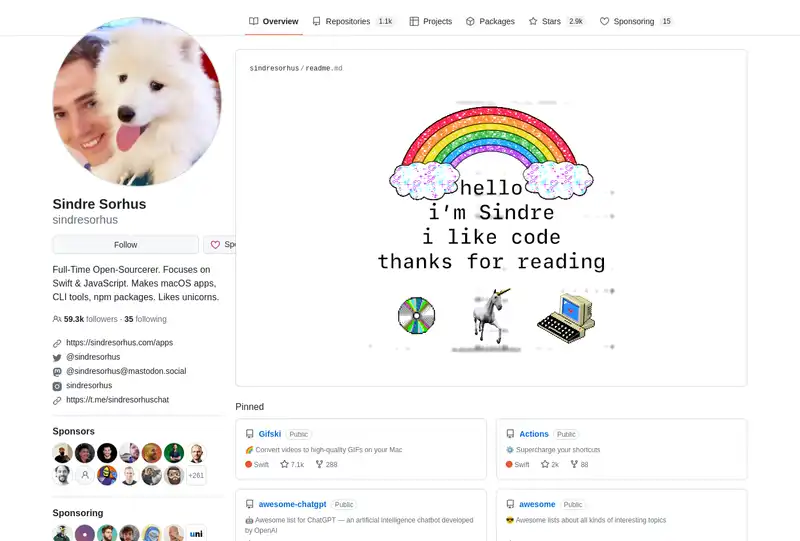 Overview
Repositories 1.1k
Projects
Packages
Stars 2.9k
Sponsoring 15
Sindre Sorhus
sindresorhus
Follow
Full-Time Open-Sourcerer. Focuses on
Swift & JavaScript. Makes macOS apps,
CLI tools, npm packages. Likes unicorns.
59.3k followers · 35 following
https://sindresorhus.com/apps
@sindresorhus
@sindresorhus@mastodon.social
sindresorhus
https://t.me/sindresorhuschat
Sponsors
+261
Sponsoring
uni
sindresorhus / readme.md
hello
i'm Sindre
i like code
thanks for reading
Pinned
Gifski Public
Convert videos to high-quality GIFs on your Mac
Swift 7.1k 288
Actions Public
Supercharge your shortcuts
Swift 2k 88
awesome-chatgpt Public
Awesome list for ChatGPT — an artificial intelligence chatbot developed
by OpenAI
awesome Public
Awesome lists about all kinds of interesting topics